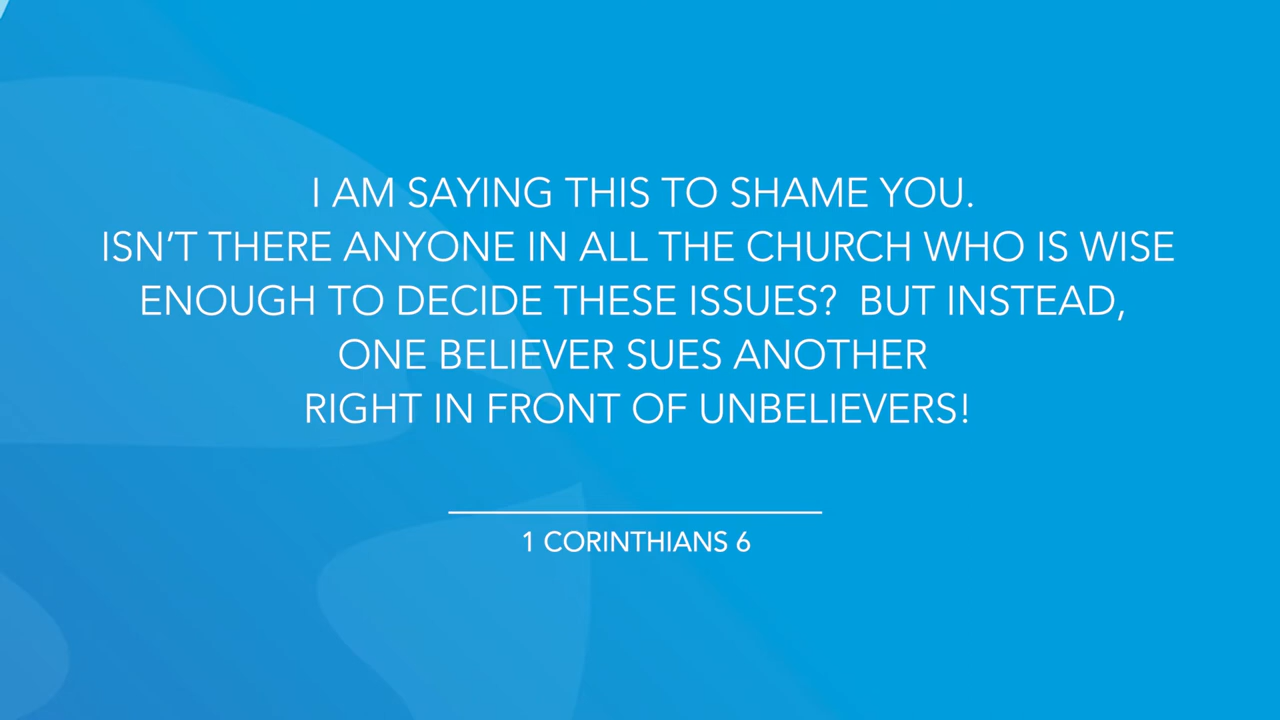 I AM SAYING THIS TO SHAME YOU.
ISN'T THERE ANYONE IN ALL THE CHURCH WHO IS WISE
ENOUGH TO DECIDE THESE ISSUES?  BUT INSTEAD,
ONE BELIEVER SUES ANOTHER
RIGHT IN FRONT OF UNBELIEVERS!
1 CORINTHIANS 6